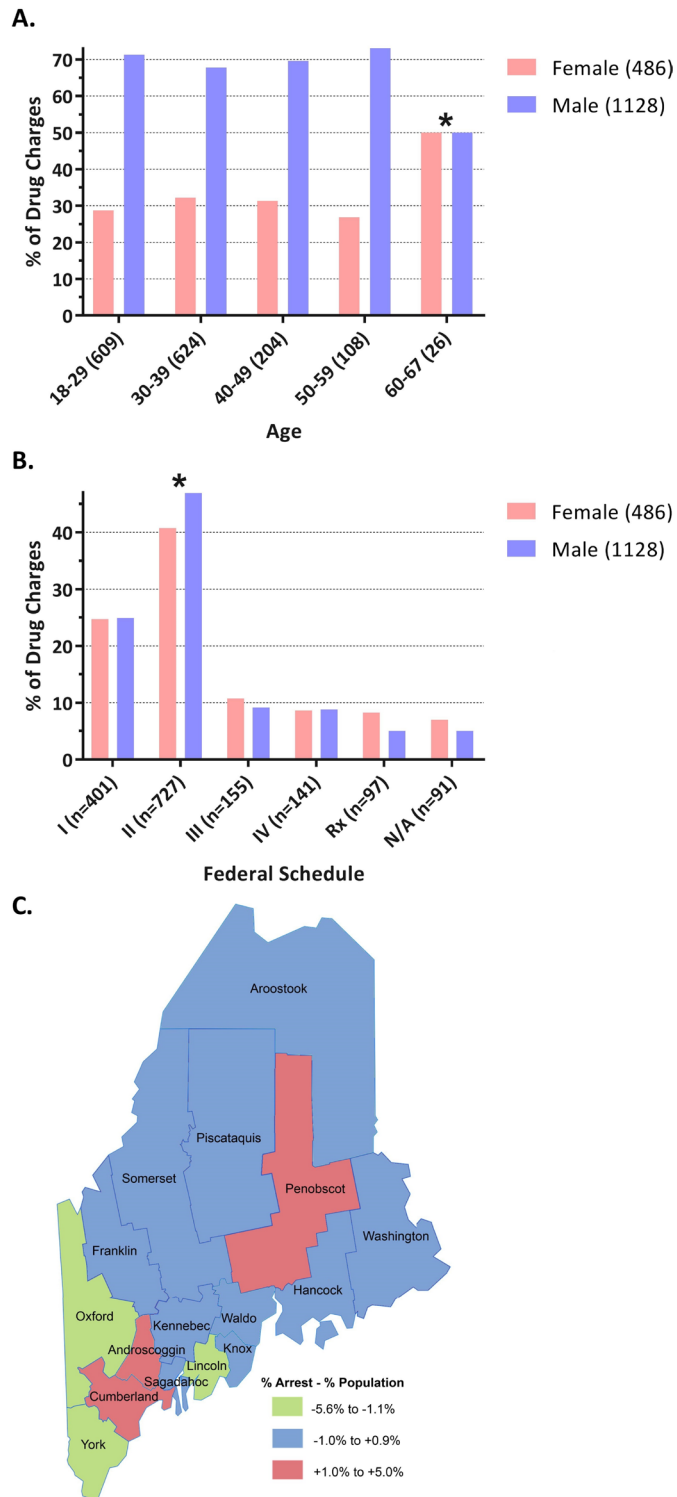 A.
70
60
50
40
30
20
10
0
% of Drug Charges
*
Female (486)
Male (1128)
18-29 (609)
30-39 (624)
40-49 (204)
50-59 (108)
60-67 (26)
Age
B.
40
30
20
10
0
% of Drug Charges
*
Female (486)
Male (1128)
I (n=401)
II (n=727)
III (n=155)
IV (n=141)
Rx (n=97)
N/A (n=91)
Federal Schedule
C.
Aroostook
Piscataquis
Somerset
Penobscot
Washington
Franklin
Hancock
Oxford
Waldo
Kennebec
Androscoggin
Knox
Lincoln
Sagadahoc
Cumberland
York
% Arrest - % Population
-5.6% to -1.1%
-1.0% to +0.9%
+1.0% to +5.0%